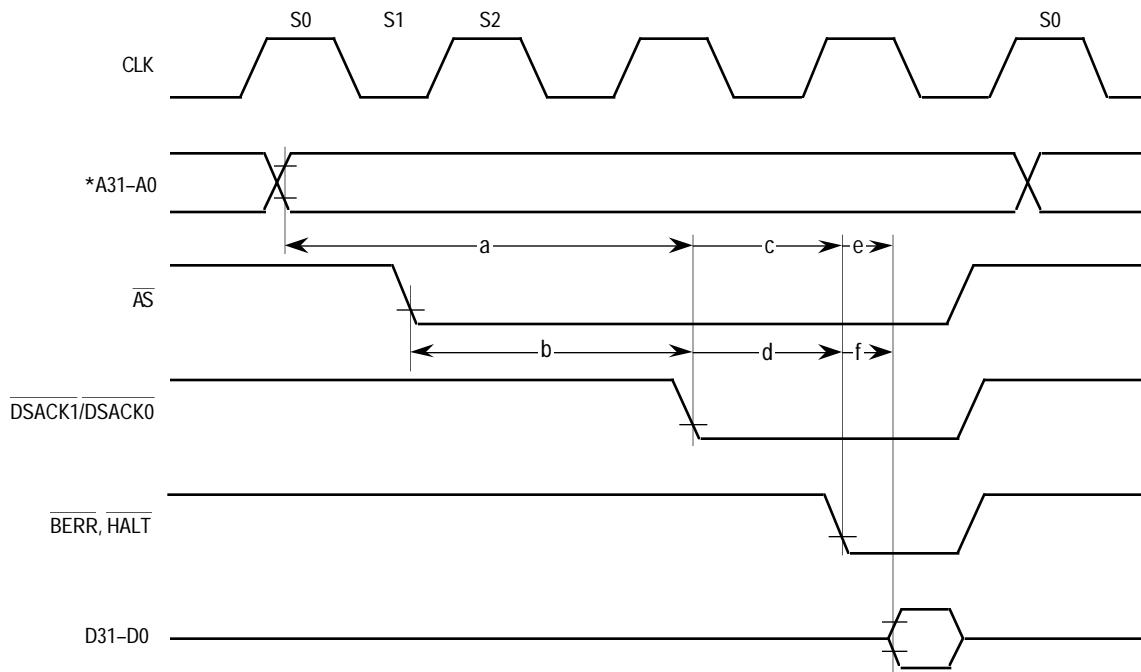 S0 S1 S2 S0
CLK
*A31–A0
a c e
AS
b d f
DSACK1/DSACK0
BERR, HALT
D31–D0